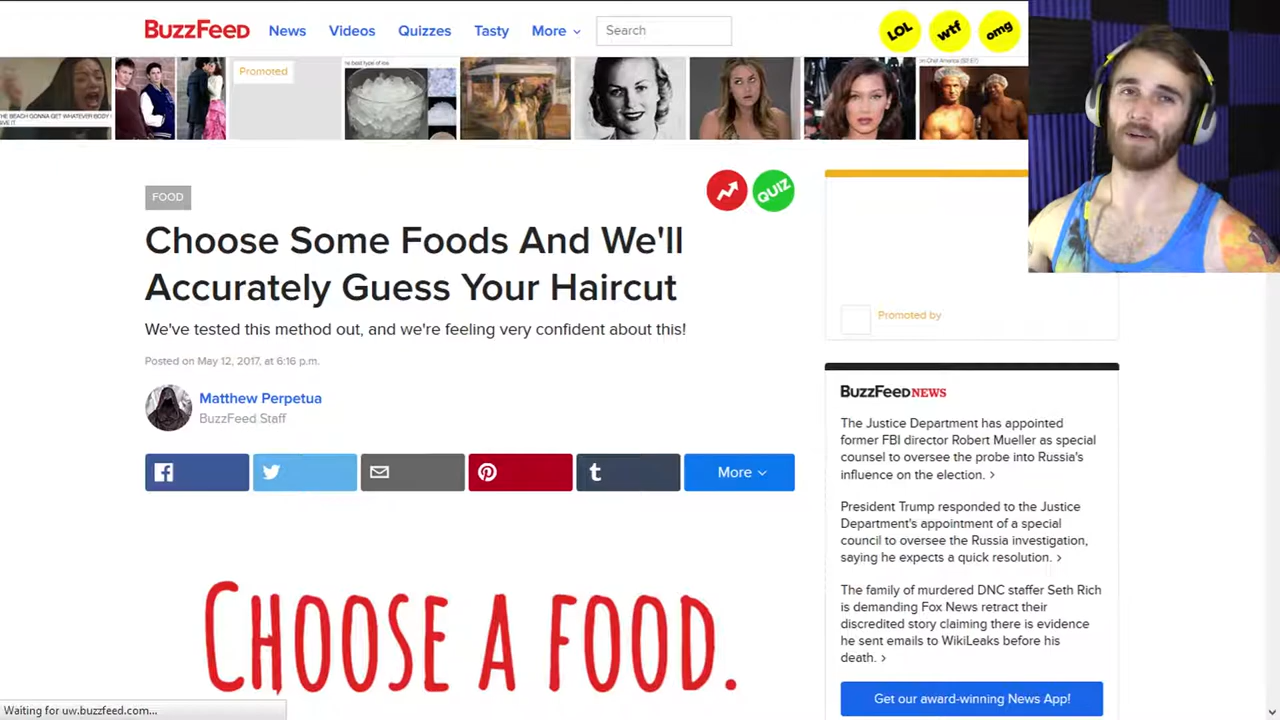 BuzzFeed
News
Videos
Quizzes
Tasty
More
Search
LOL
wtf
omg
Promoted
FOOD
QUIZ
Choose Some Foods And We'll
Accurately Guess Your Haircut
We've tested this method out, and we're feeling very confident about this!
Posted on May 12, 2017, at 6:16 p.m.
Matthew Perpetua
BuzzFeed Staff
More
CHOOSE A FOOD.
Promoted by
BuzzFeed NEWS
The Justice Department has appointed
former FBI director Robert Mueller as special
counsel to oversee the probe into Russia's
influence on the election. ›
President Trump responded to the Justice
Department's appointment of a special
council to oversee the Russia investigation,
saying he expects a quick resolution. ›
The family of murdered DNC staffer Seth Rich
is demanding Fox News retract their
discredited story claiming there is evidence
he sent emails to WikiLeaks before his
death. ›
Get our award-winning News App!
Waiting for uw.buzzfeed.com...